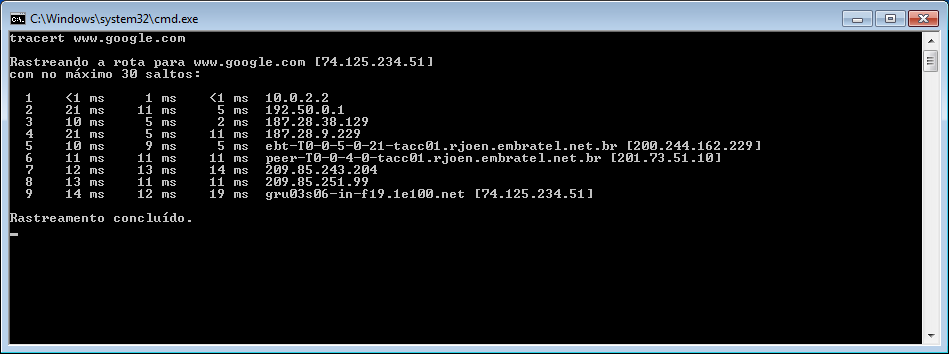 C:\Windows\system32\cmd.exe
tracert www.google.com
Rastreando a rota para www.google.com [74.125.234.51]
com no máximo 30 saltos:
1 <1 ms 1 ms <1 ms 10.0.2.2
2 21 ms 11 ms 5 ms 192.50.0.1
3 10 ms 5 ms 2 ms 187.28.38.129
4 21 ms 5 ms 11 ms 187.28.9.229
5 10 ms 9 ms 5 ms ebt-T0-0-5-0-21-tacc01.rjoen.embratel.net.br [200.244.162.229]
6 11 ms 11 ms 11 ms peer-T0-0-4-0-tacc01.rjoen.embratel.net.br [201.73.51.10]
7 12 ms 13 ms 14 ms 209.85.243.204
8 13 ms 11 ms 11 ms 209.85.251.99
9 14 ms 12 ms 19 ms gru03s06-in-f19.1e100.net [74.125.234.51]
Rastreamento concluído.